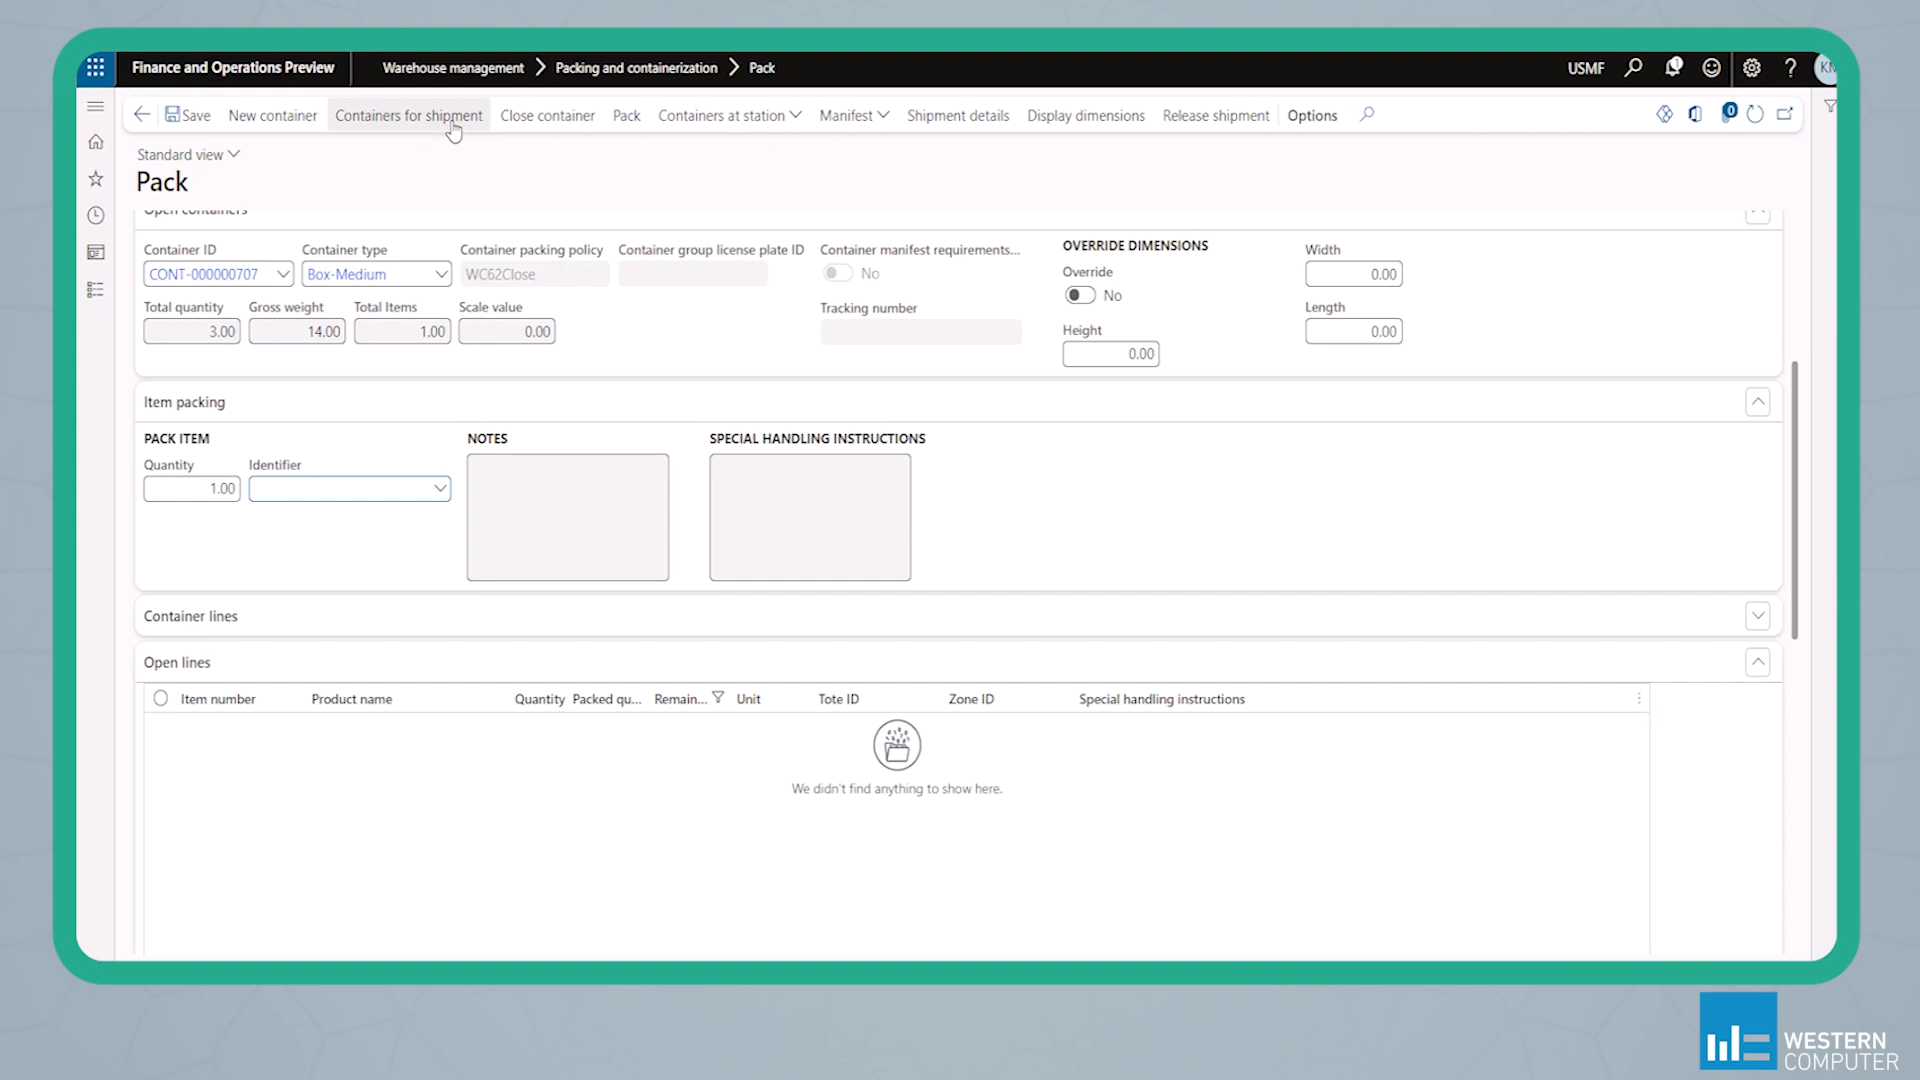 Finance and Operations Preview
Warehouse management
Packing and containerization
Pack
USMF
1
KM
Save
New container
Containers for shipment
Close container
Pack
Containers at station
Manifest
Shipment details
Display dimensions
Release shipment
Options
0
Standard view
Pack
Open containers
Container ID
Container type
Container packing policy
Container group license plate ID
Container manifest requirements...
OVERRIDE DIMENSIONS
Width
CONT-000000707
Box-Medium
WC62Close
No
Override
No
0.00
Total quantity
Gross weight
Total Items
Scale value
Tracking number
Height
Length
3.00
14.00
1.00
0.00
0.00
0.00
Item packing
PACK ITEM
NOTES
SPECIAL HANDLING INSTRUCTIONS
Quantity
Identifier
1.00
Container lines
Open lines
Item number
Product name
Quantity
Packed qu...
Remain...
Unit
Tote ID
Zone ID
Special handling instructions
We didn't find anything to show here.
WESTERN
COMPUTER